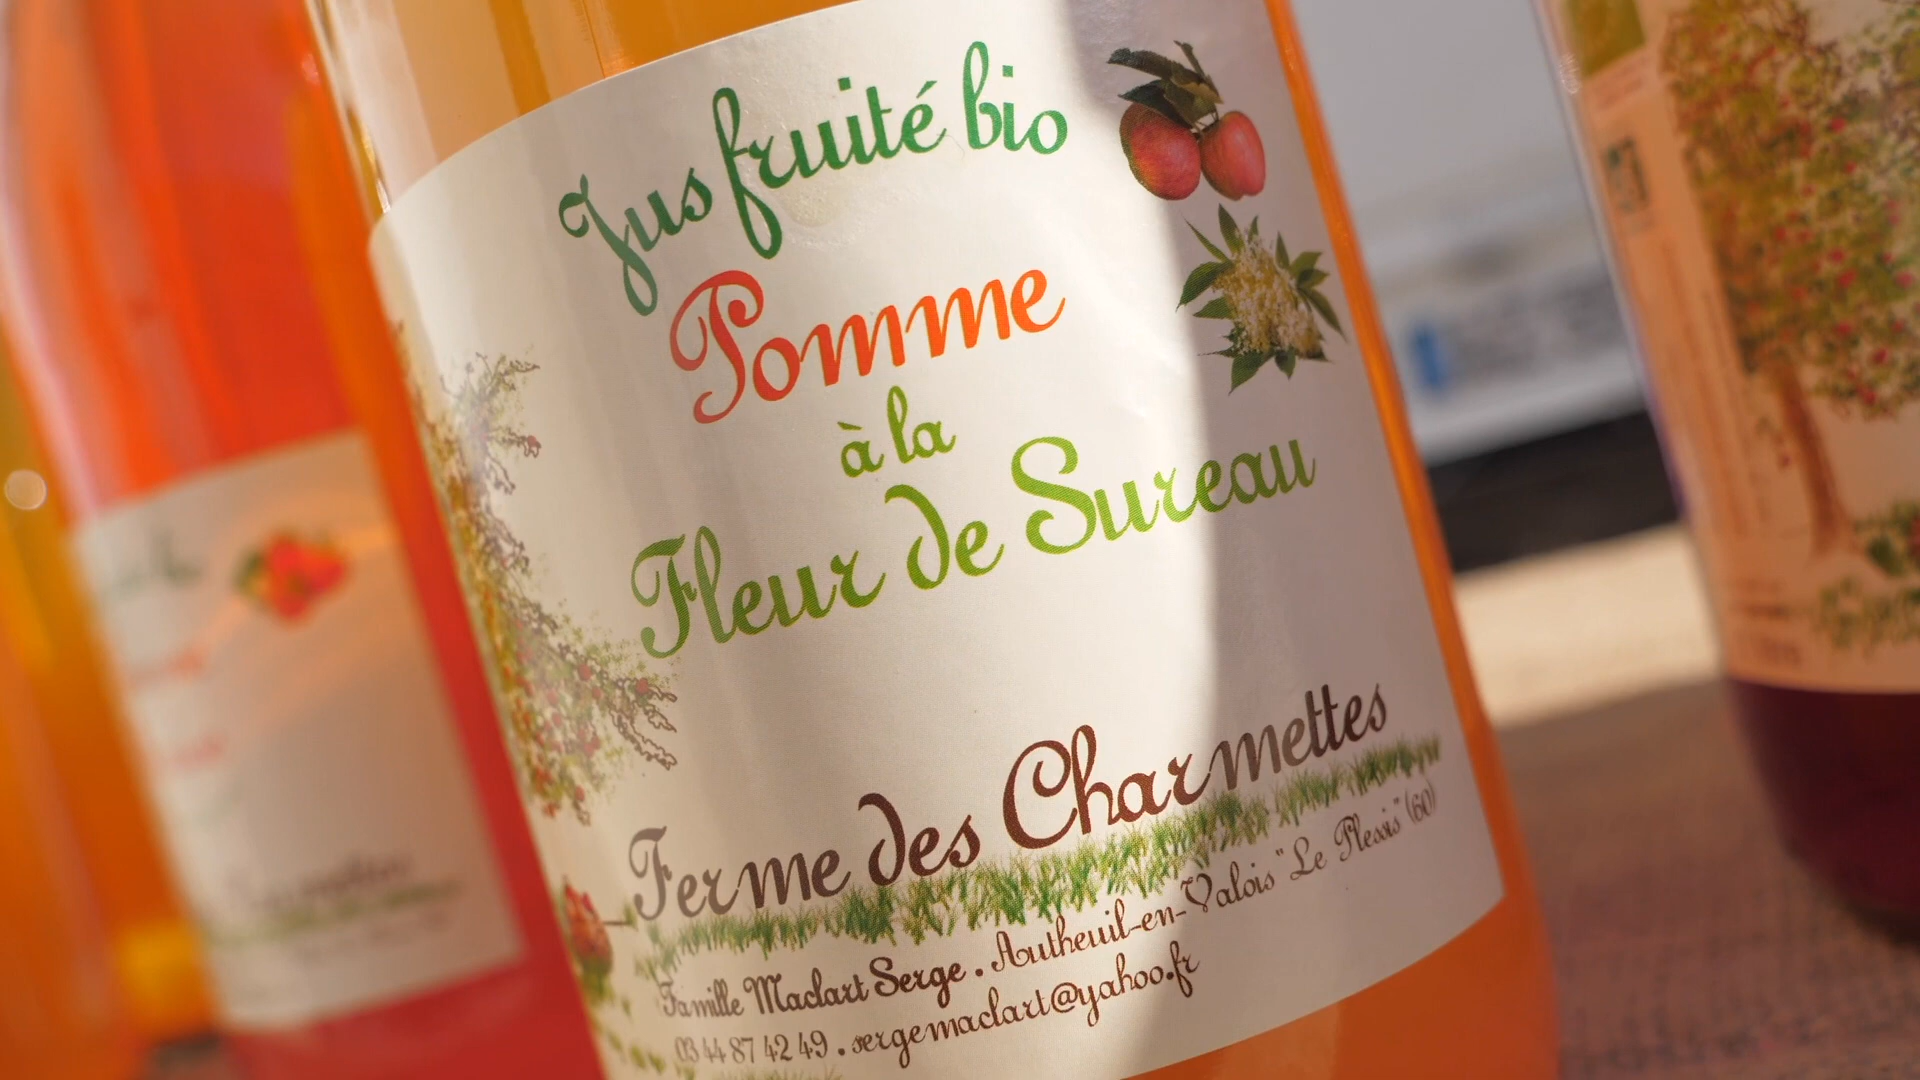 Jus fruité bio
Pomme
à la
Fleur de Sureau
Ferme des Charmettes
Famille Maclart Serge . Autheuil-en-Valois "Le Plessis" (60)
03 44 87 42 49 . sergemaclart@yahoo.fr